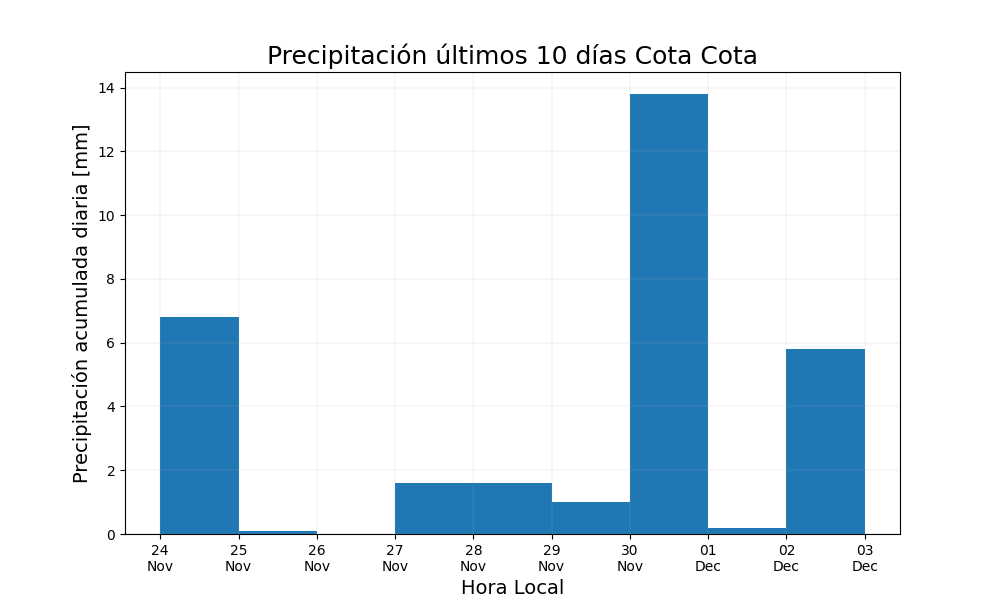 Precipitación últimos 10 días Cota Cota
Precipitación acumulada diaria [mm]
14
12
10
8
6
4
2
0
24 25 26 27 28 29 30 01 02 03
Nov Nov Nov Nov Nov Nov Nov Dec Dec Dec
Hora Local